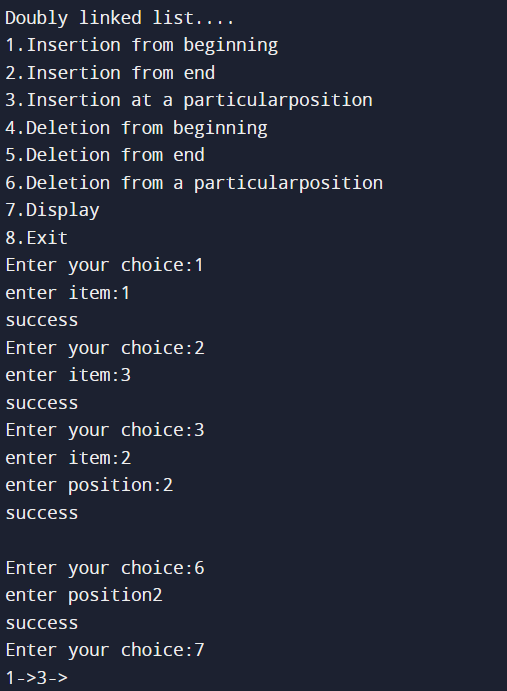 Doubly linked list....
1.Insertion from beginning
2.Insertion from end
3.Insertion at a particularposition
4.Deletion from beginning
5.Deletion from end
6.Deletion from a particularposition
7.Display
8.Exit
Enter your choice:1
enter item:1
success
Enter your choice:2
enter item:3
success
Enter your choice:3
enter item:2
enter position:2
success
Enter your choice:6
enter position2
success
Enter your choice:7
1->3->